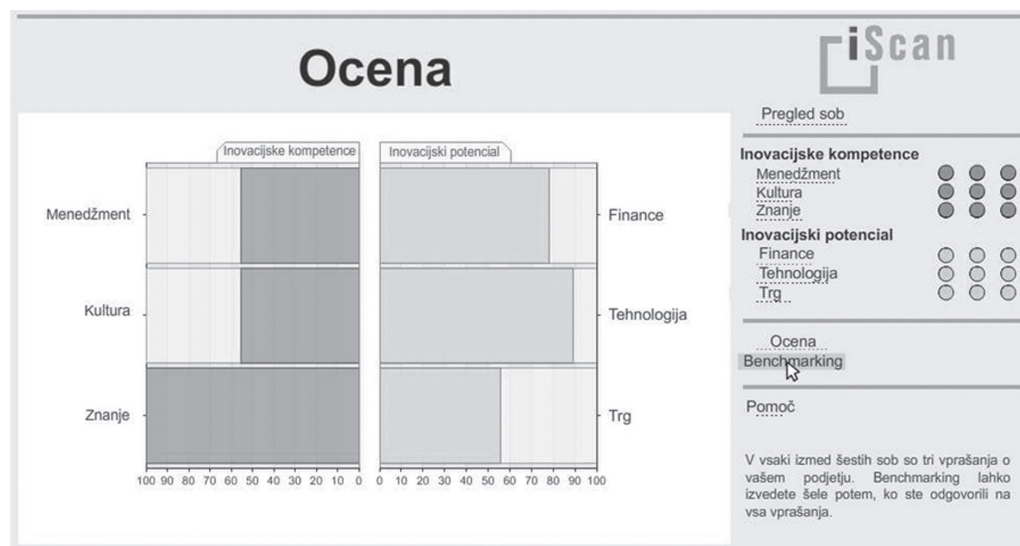 Ocena
iScan
Pregled sob
Inovacijske kompetence
Menedžment
Kultura
Znanje
Inovacijski potencial
Finance
Tehnologija
Trg
Ocena
Benchmarking
Pomoč
V vsaki izmed šestih sob so tri vprašanja o
vašem podjetju. Benchmarking lahko
izvedete šele potem, ko ste odgovorili na
vsa vprašanja.
Inovacijske kompetence
Inovacijski potencial
Menedžment
Kultura
Znanje
Finance
Tehnologija
Trg
100 90 80 70 60 50 40 30 20 10 0
0 10 20 30 40 50 60 70 80 90 100